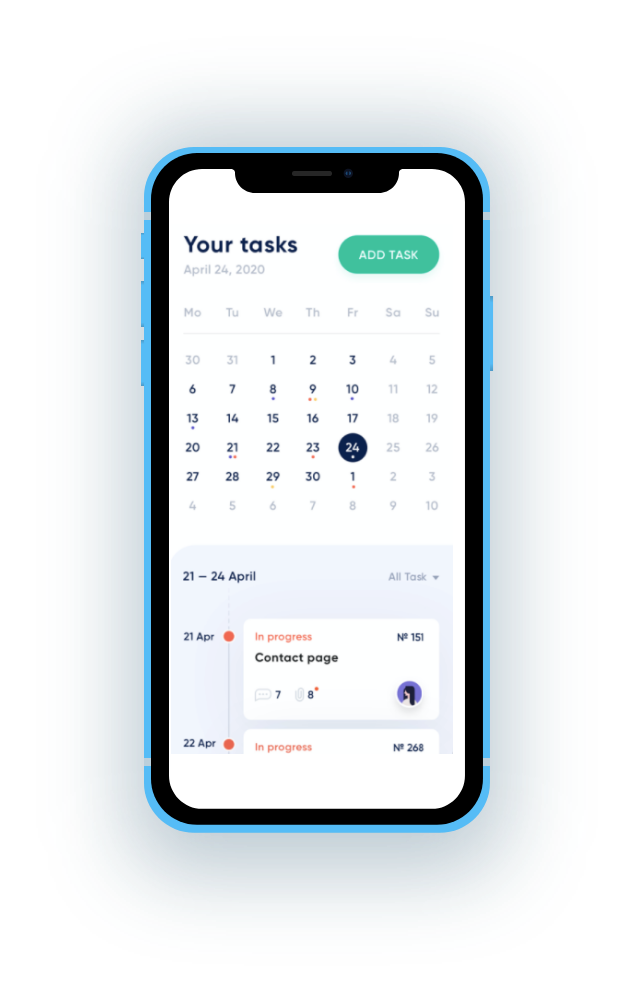 Your tasks
ADD TASK
April 24, 2020
Mo Tu We Th Fr Sa Su
30 31 1 2 3 4 5
6 7 8 9 10 11 12
13 14 15 16 17 18 19
20 21 22 23 24 25 26
27 28 29 30 1 2 3
4 5 6 7 8 9 10
21 – 24 April All Task
21 Apr In progress № 151
Contact page
7 8
22 Apr In progress № 268